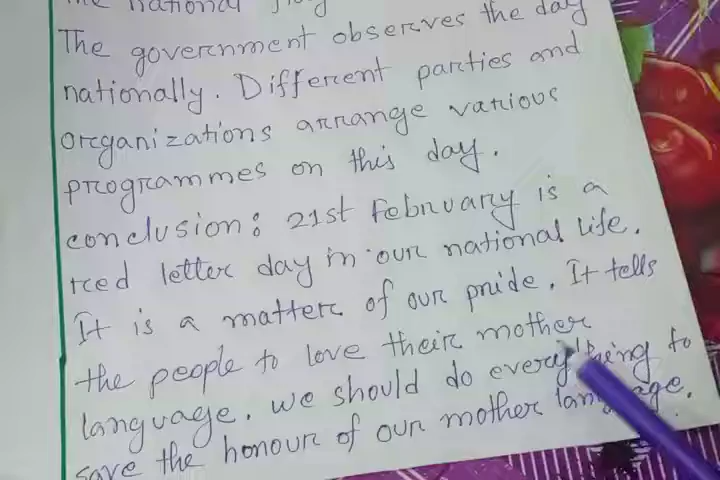 the national
The government observes the day
nationally. Different parties and
organizations arrange various
programmes on this day.
conclusion: 21st February is a
red letter day in our national life.
It is a matter of our pride. It tells
the people to love their mother
language. we should do everything to
save the honour of our mother language.